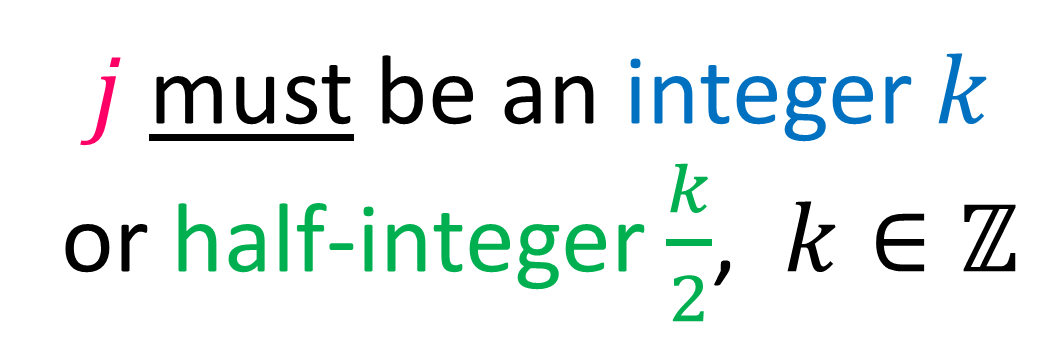 j must be an integer k
or half-integer k/2, k ∈ ℤ